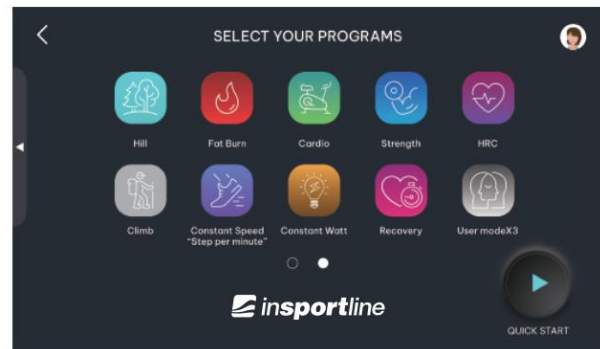 SELECT YOUR PROGRAMS
Hill
Fat Burn
Cardio
Strength
HRC
Climb
Constant Speed
"Step per minute"
Constant Watt
Recovery
User modeX3
insportline
QUICK START